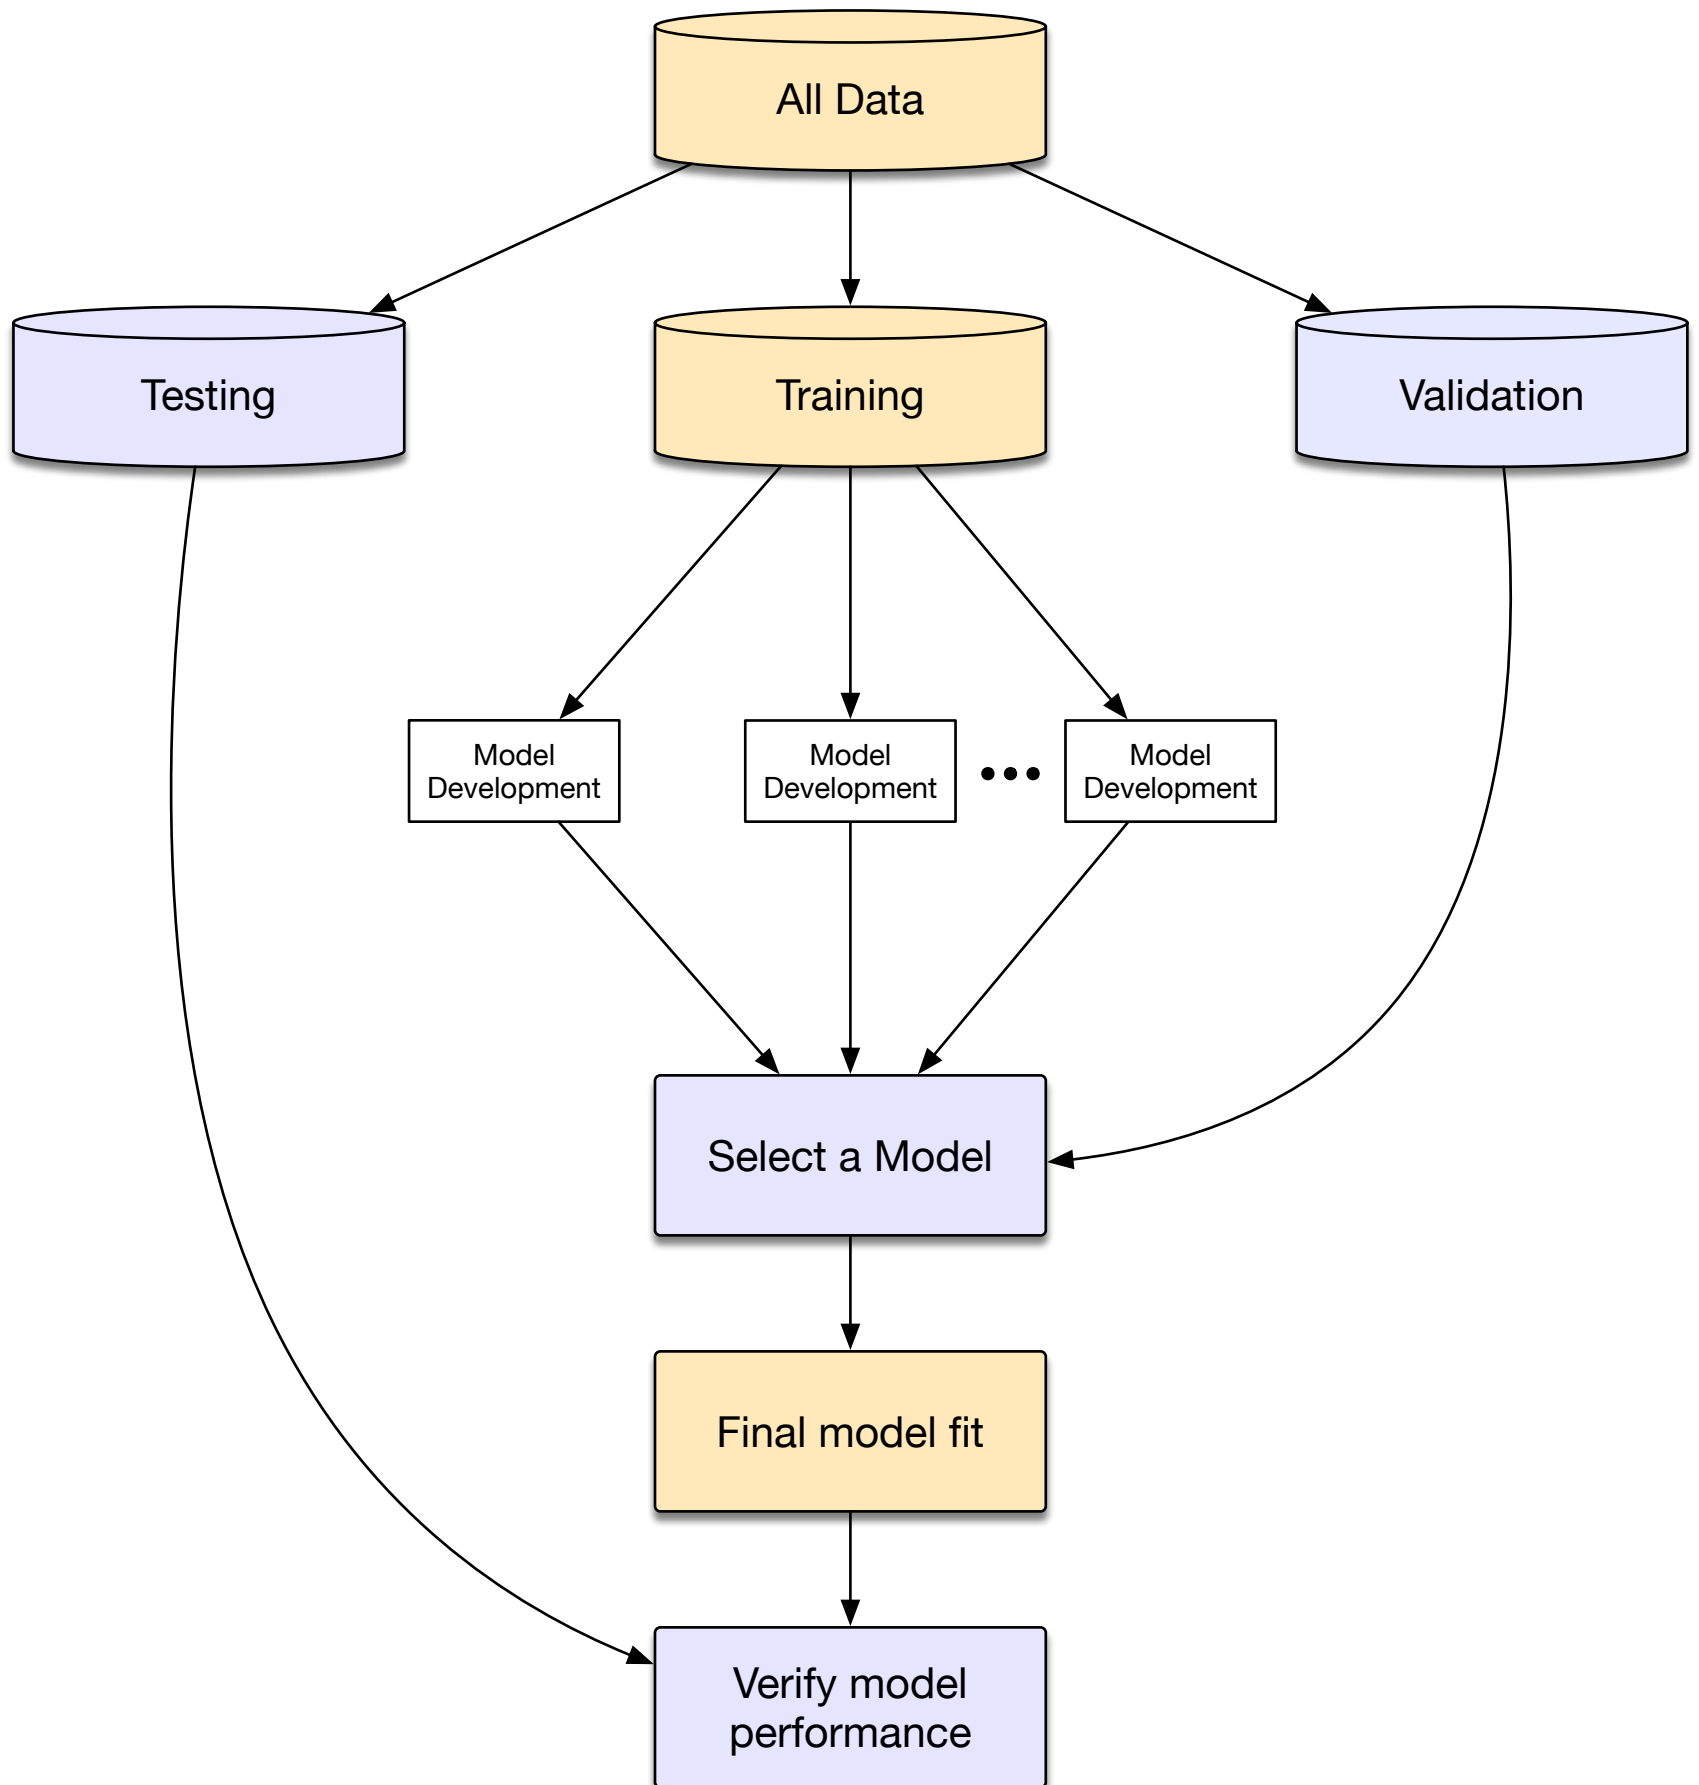 All Data
Testing
Training
Validation
Model
Development
Model
Development
Model
Development
Select a Model
Final model fit
Verify model
performance